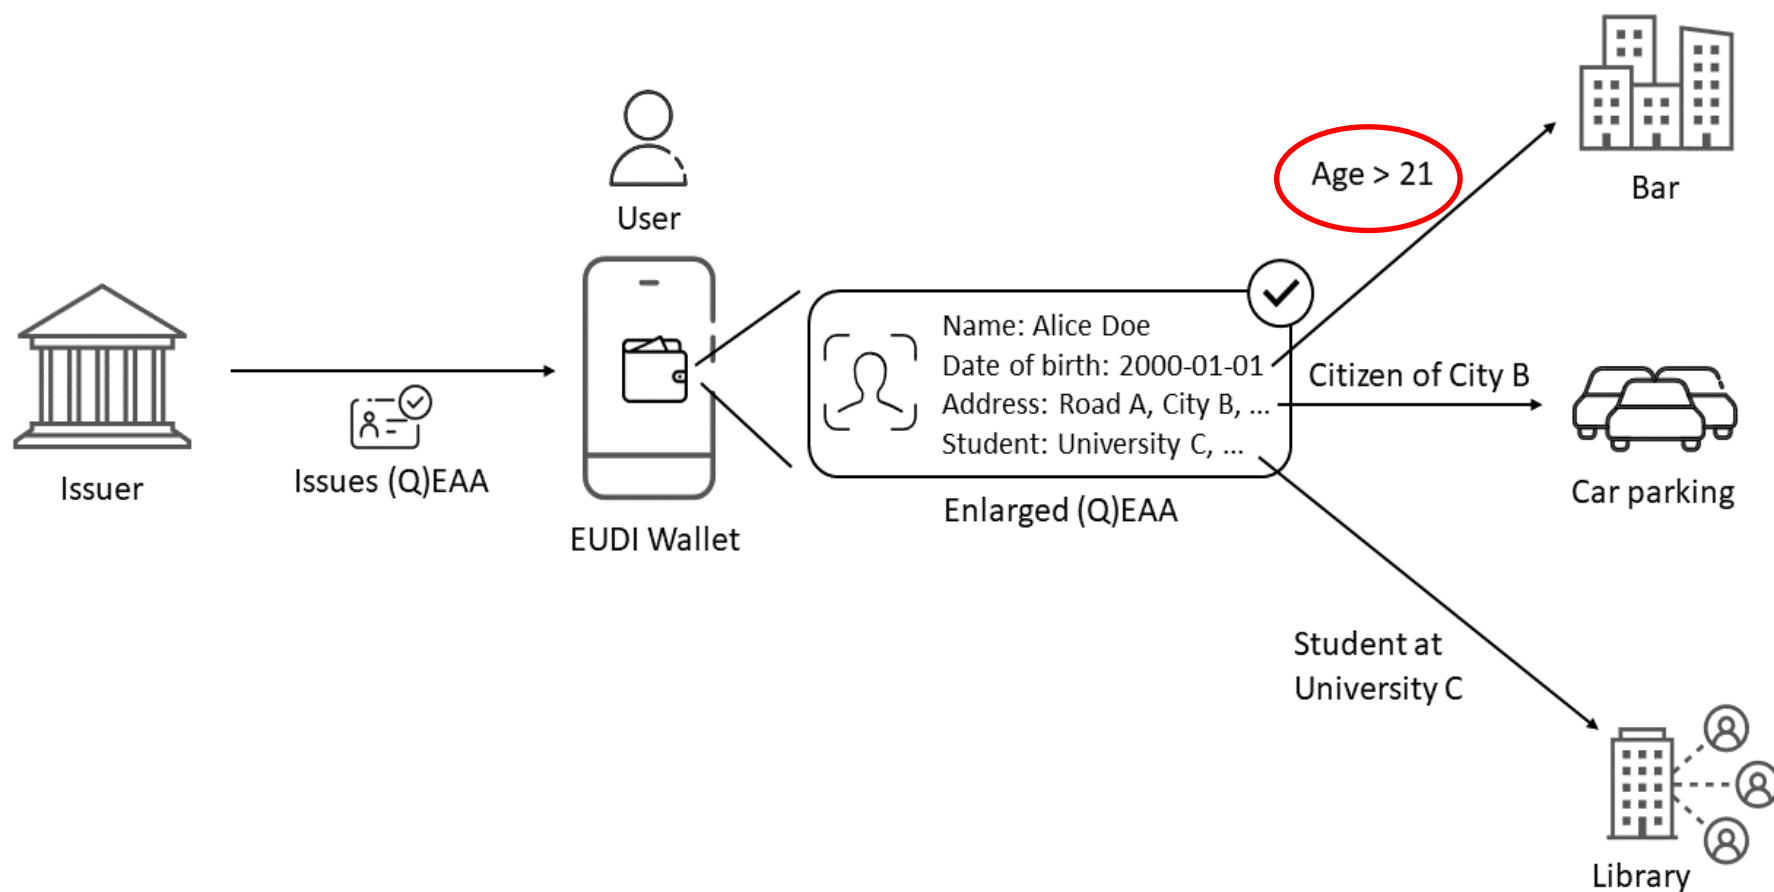 User
Issuer
Issues (Q)EAA
EUDI Wallet
Name: Alice Doe
Date of birth: 2000-01-01
Address: Road A, City B, ...
Student: University C, ...
Enlarged (Q)EAA
Age > 21
Bar
Citizen of City B
Car parking
Student at
University C
Library